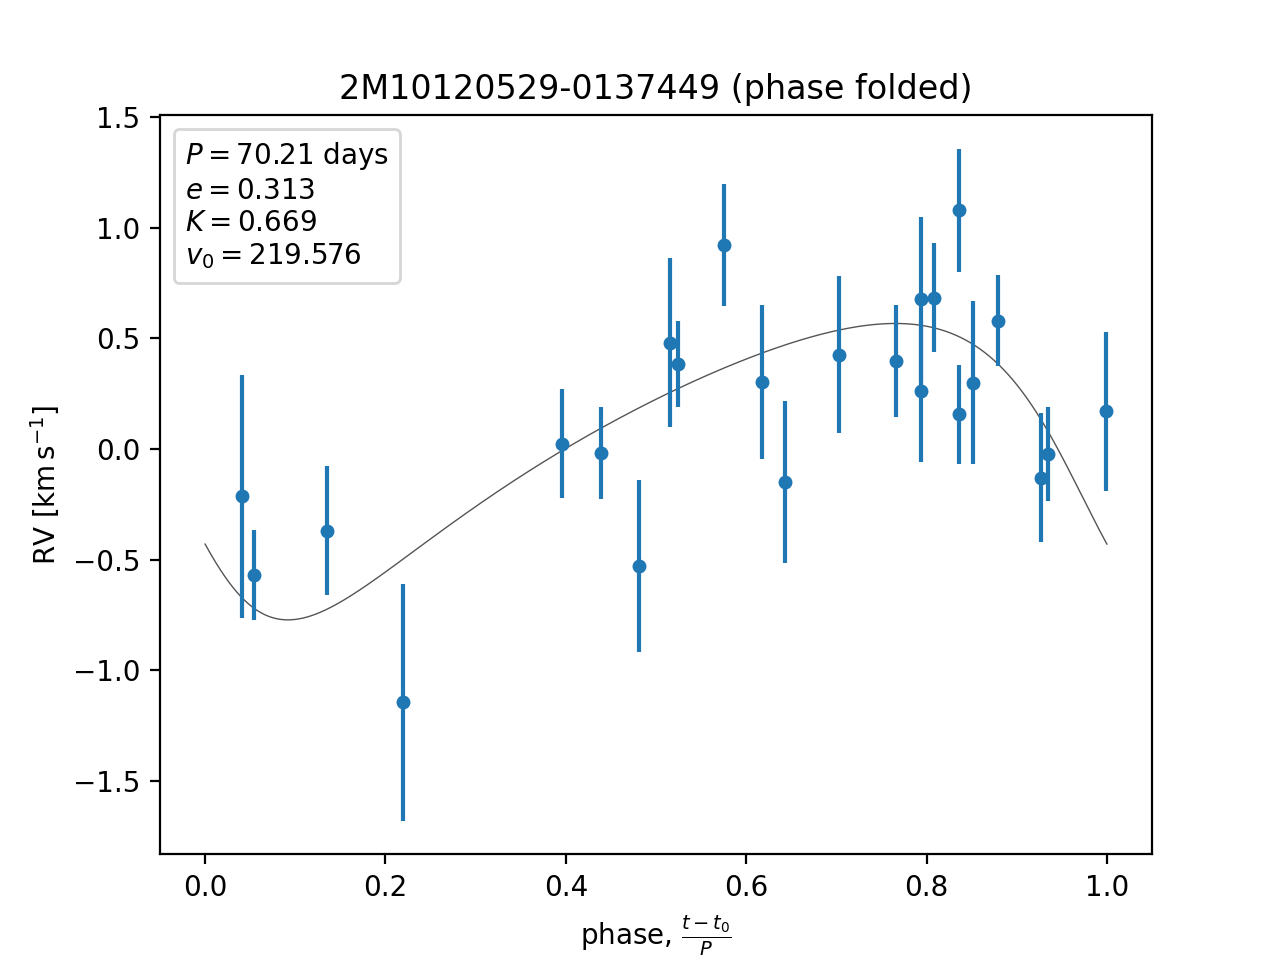 2M10120529-0137449 (phase folded)
P = 70.21 days
e = 0.313
K = 0.669
v₀ = 219.576
1.5
1.0
0.5
0.0
−0.5
−1.0
−1.5
RV [km s⁻¹]
0.0 0.2 0.4 0.6 0.8 1.0
phase, (t − t₀)/P